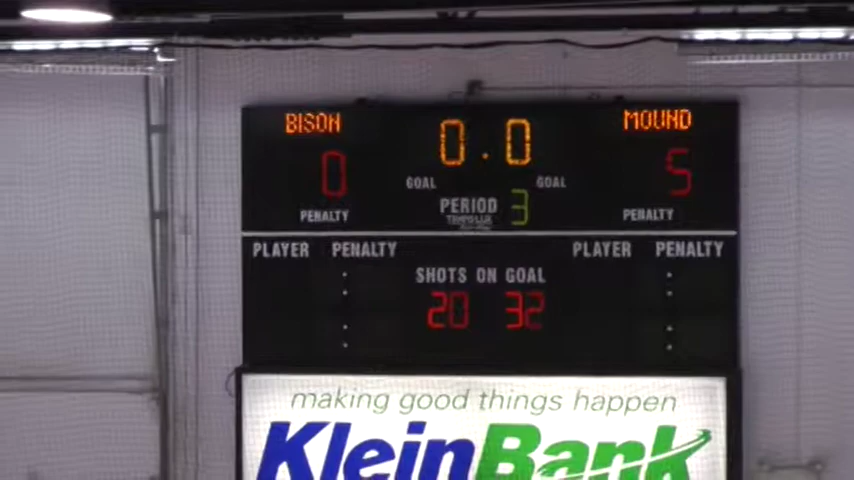 BISON 0.0 MOUND
0 GOAL GOAL 5
PENALTY PERIOD 3 PENALTY
PLAYER PENALTY PLAYER PENALTY
SHOTS ON GOAL
20 32
making good things happen
KleinBank